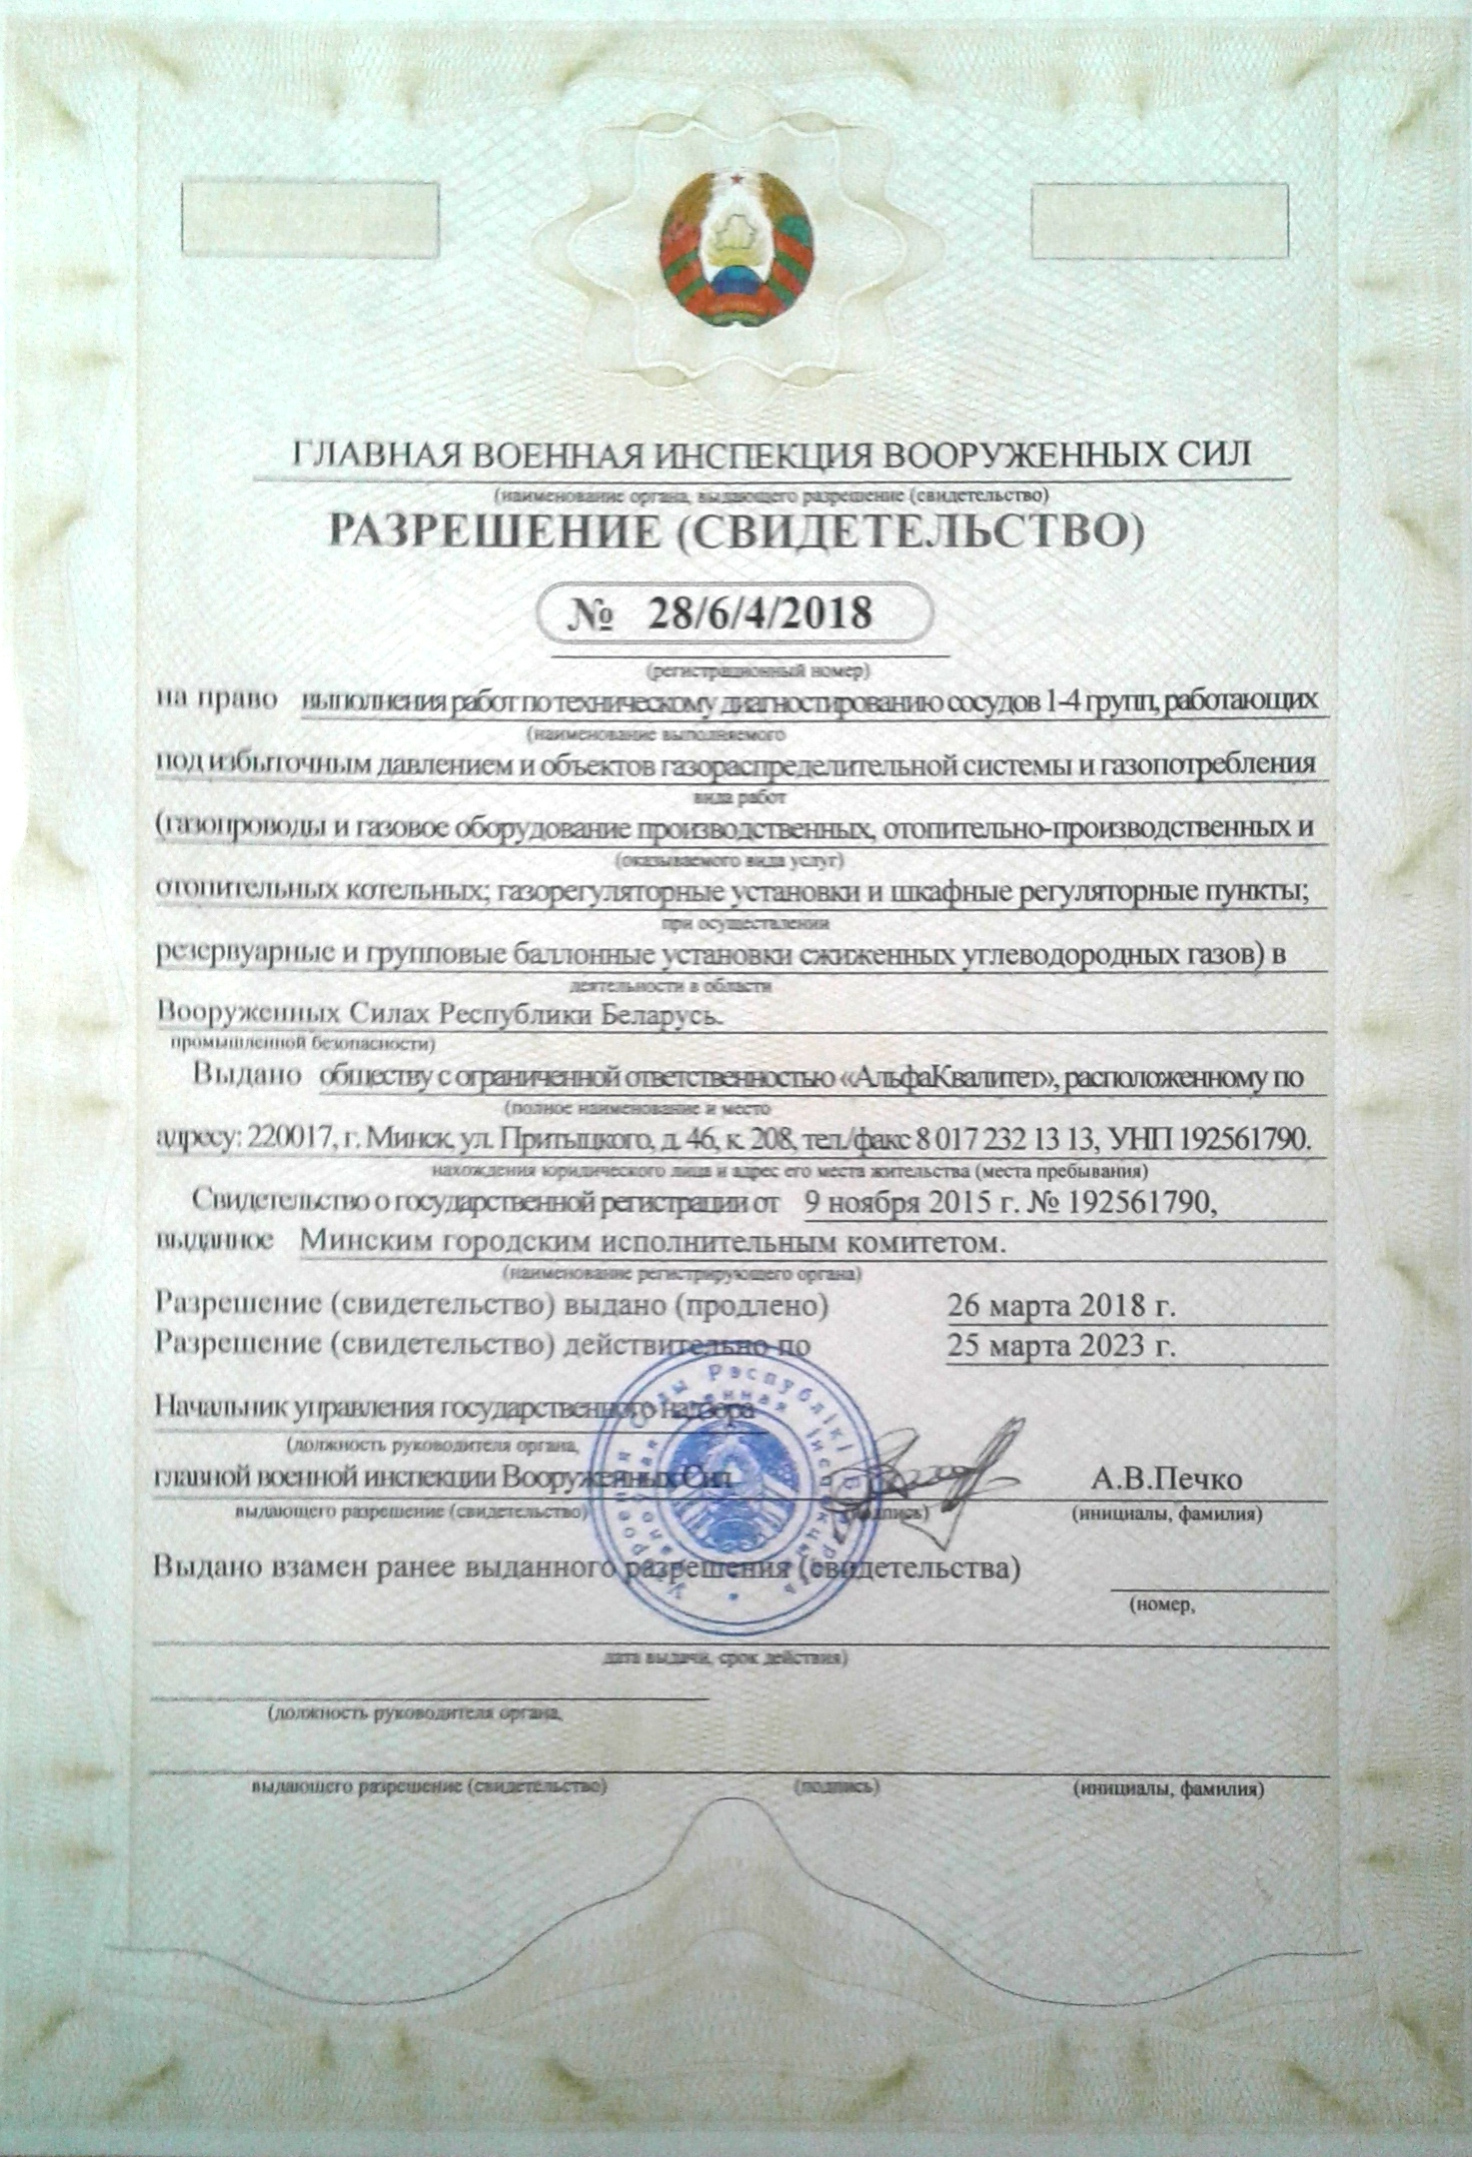 ГЛАВНАЯ ВОЕННАЯ ИНСПЕКЦИЯ ВООРУЖЕННЫХ СИЛ
(наименование органа, выдающего разрешение (свидетельство)
РАЗРЕШЕНИЕ (СВИДЕТЕЛЬСТВО)
№ 28/6/4/2018
(регистрационный номер)
на право выполнения работ по техническому диагностированию сосудов 1-4 групп, работающих
(наименование выполняемого
под избыточным давлением и объектов газораспределительной системы и газопотребления
вида работ
(газопроводы и газовое оборудование производственных, отопительно-производственных и
(оказываемого вида услуг)
отопительных котельных; газорегуляторные установки и шкафные регуляторные пункты;
при осуществлении
резервуарные и групповые баллонные установки сжиженных углеводородных газов) в
деятельности в области
Вооруженных Силах Республики Беларусь.
промышленной безопасности)
Выдано обществу с ограниченной ответственностью «АльфаКвалитет», расположенному по
(полное наименование и место
адресу: 220017, г. Минск, ул. Притыцкого, д. 46, к. 208, тел./факс 8 017 232 13 13, УНП 192561790.
нахождения юридического лица и адрес его места жительства (места пребывания)
Свидетельство о государственной регистрации от 9 ноября 2015 г. № 192561790,
выданное Минским городским исполнительным комитетом.
(наименование регистрирующего органа)
Разрешение (свидетельство) выдано (продлено) 26 марта 2018 г.
Разрешение (свидетельство) действительно по 25 марта 2023 г.
Начальник управления государственного надзора
(должность руководителя органа,
главной военной инспекции Вооруженных Сил А.В.Печко
выдающего разрешение (свидетельство) (подпись) (инициалы, фамилия)
Выдано взамен ранее выданного разрешения (свидетельства)
(номер,
дата выдачи, срок действия)
(должность руководителя органа,
выдающего разрешение (свидетельство) (подпись) (инициалы, фамилия)